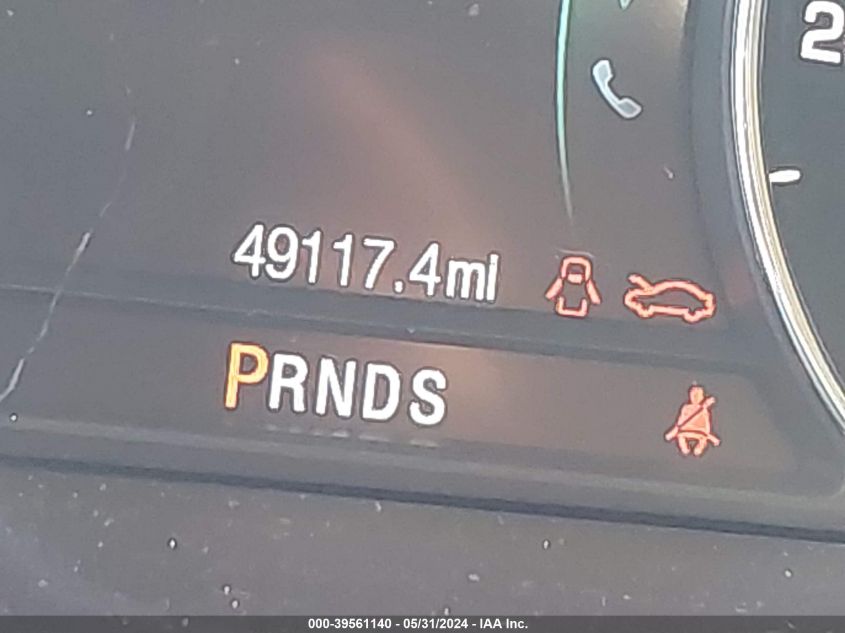 2
49117.4mi
PRNDS
000-39561140 - 05/31/2024 - IAA Inc.